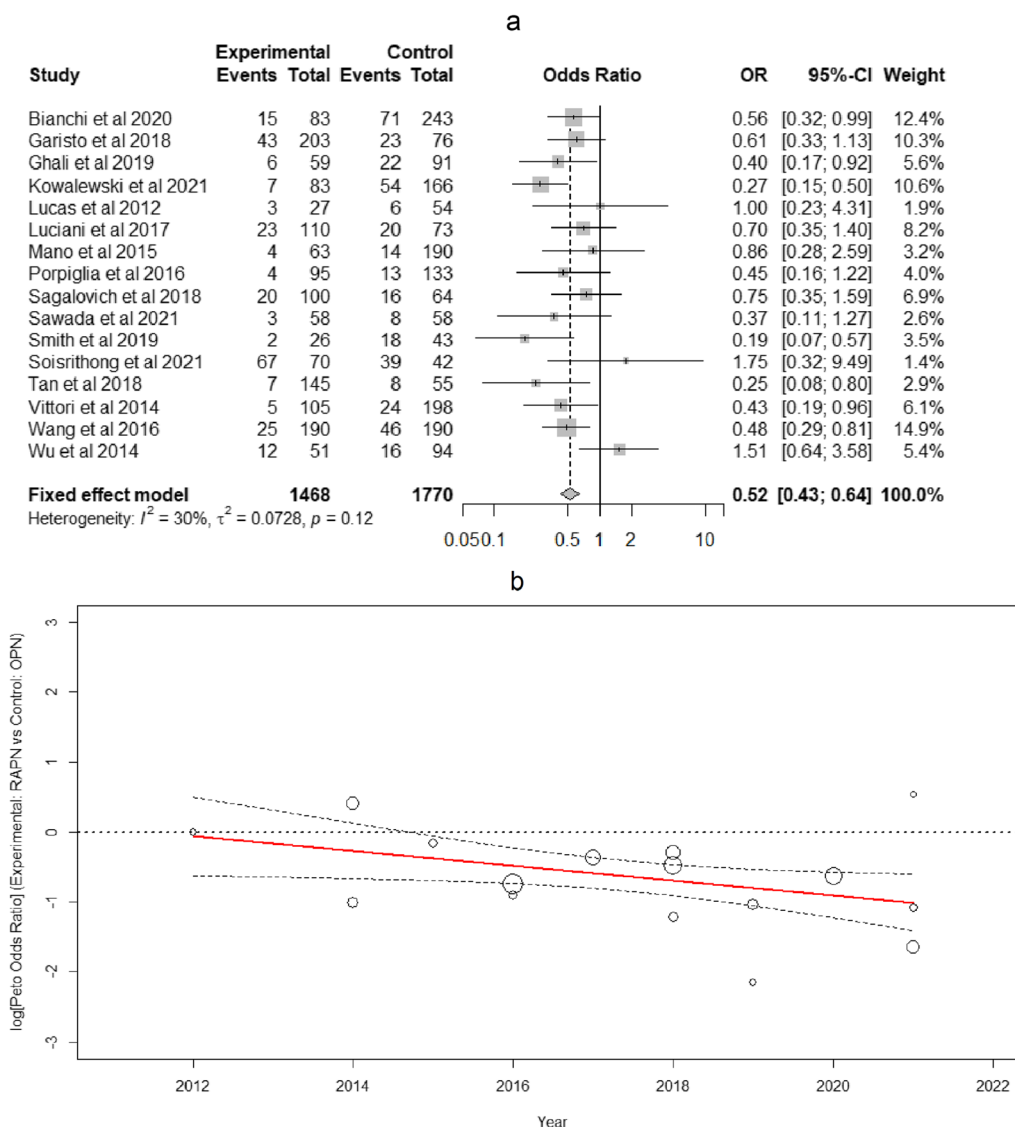 a
Experimental Control
Study Events Total Events Total Odds Ratio OR 95%-CI Weight
Bianchi et al 2020 15 83 71 243 0.56 [0.32; 0.99] 12.4%
Garisto et al 2018 43 203 23 76 0.61 [0.33; 1.13] 10.3%
Ghali et al 2019 6 59 22 91 0.40 [0.17; 0.92] 5.6%
Kowalewski et al 2021 7 83 54 166 0.27 [0.15; 0.50] 10.6%
Lucas et al 2012 3 27 6 54 1.00 [0.23; 4.31] 1.9%
Luciani et al 2017 23 110 20 73 0.70 [0.35; 1.40] 8.2%
Mano et al 2015 4 63 14 190 0.86 [0.28; 2.59] 3.2%
Porpiglia et al 2016 4 95 13 133 0.45 [0.16; 1.22] 4.0%
Sagalovich et al 2018 20 100 16 64 0.75 [0.35; 1.59] 6.9%
Sawada et al 2021 3 58 8 58 0.37 [0.11; 1.27] 2.6%
Smith et al 2019 2 26 18 43 0.19 [0.07; 0.57] 3.5%
Soisrithong et al 2021 67 70 39 42 1.75 [0.32; 9.49] 1.4%
Tan et al 2018 7 145 8 55 0.25 [0.08; 0.80] 2.9%
Vittori et al 2014 5 105 24 198 0.43 [0.19; 0.96] 6.1%
Wang et al 2016 25 190 46 190 0.48 [0.29; 0.81] 14.9%
Wu et al 2014 12 51 16 94 1.51 [0.64; 3.58] 5.4%
Fixed effect model 1468 1770 0.52 [0.43; 0.64] 100.0%
Heterogeneity: I² = 30%, τ² = 0.0728, p = 0.12
0.05 0.1 0.5 1 2 10
b
log[Peto Odds Ratio] (Experimental: RAPN vs Control: OPN)
3
2
1
0
-1
-2
-3
2012 2014 2016 2018 2020 2022
Year